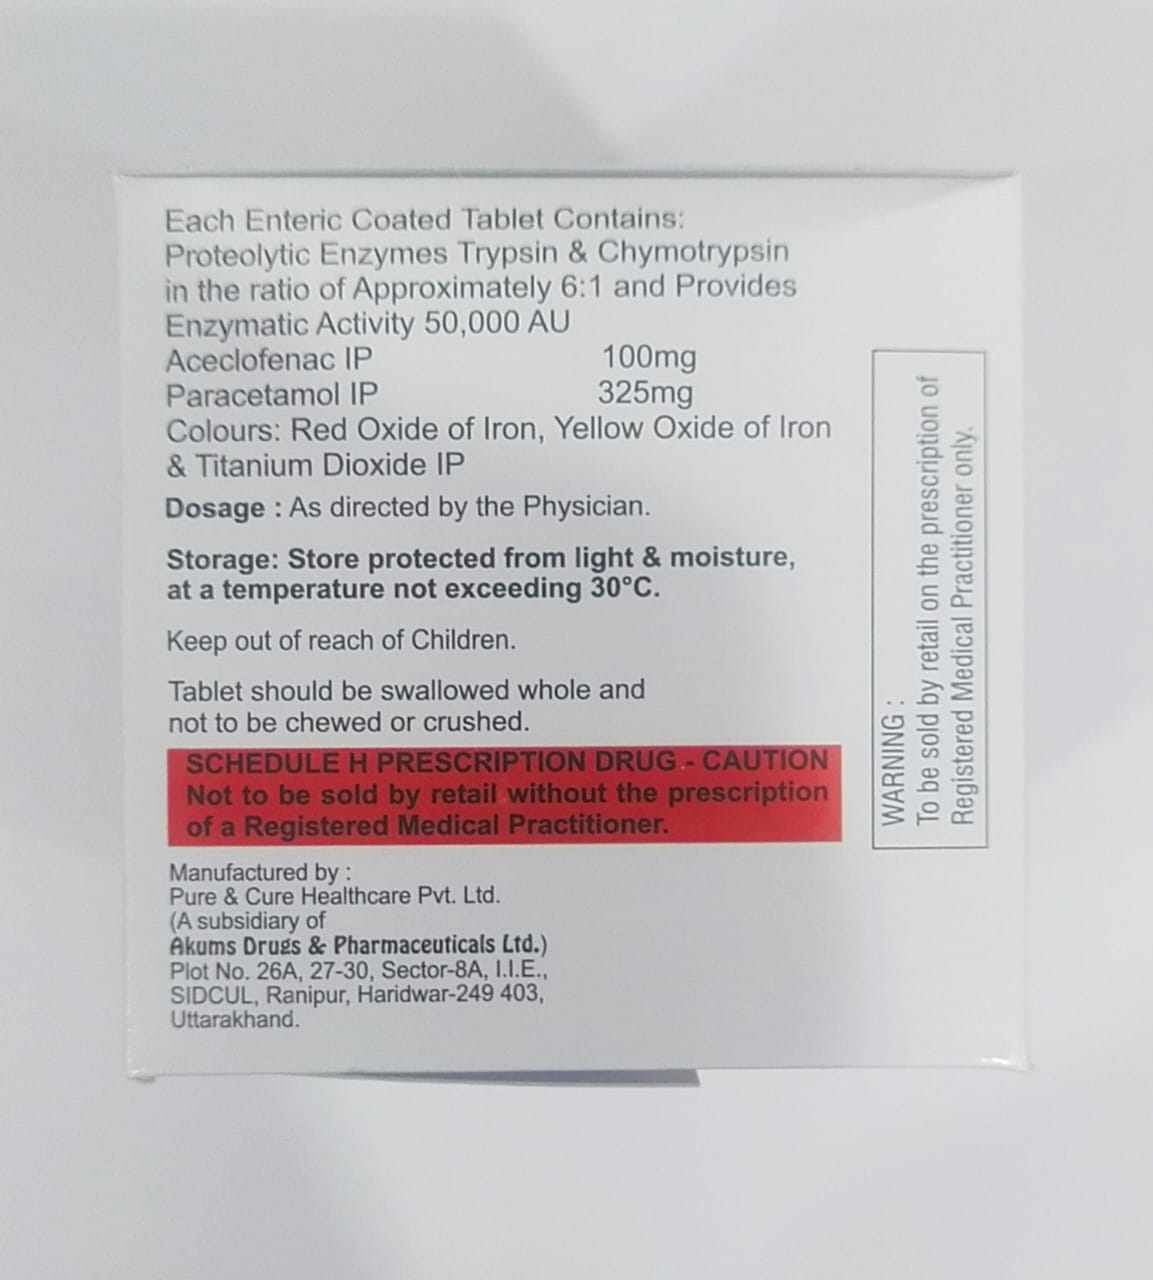 Each Enteric Coated Tablet Contains:
Proteolytic Enzymes Trypsin & Chymotrypsin
in the ratio of Approximately 6:1 and Provides
Enzymatic Activity 50,000 AU
Aceclofenac IP 100mg
Paracetamol IP 325mg
Colours: Red Oxide of Iron, Yellow Oxide of Iron
& Titanium Dioxide IP
Dosage : As directed by the Physician.
Storage: Store protected from light & moisture,
at a temperature not exceeding 30°C.
Keep out of reach of Children.
Tablet should be swallowed whole and
not to be chewed or crushed.
SCHEDULE H PRESCRIPTION DRUG - CAUTION
Not to be sold by retail without the prescription
of a Registered Medical Practitioner.
Manufactured by :
Pure & Cure Healthcare Pvt. Ltd.
(A subsidiary of
Akums Drugs & Pharmaceuticals Ltd.)
Plot No. 26A, 27-30, Sector-8A, I.I.E.,
SIDCUL, Ranipur, Haridwar-249 403,
Uttarakhand.
WARNING :
To be sold by retail on the prescription of
Registered Medical Practitioner only.